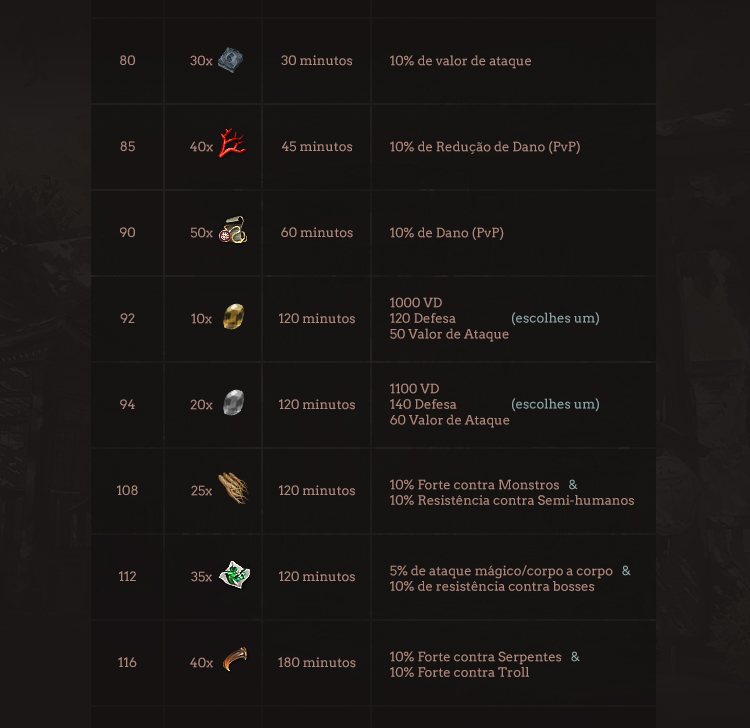 80 30x 30 minutos 10% de valor de ataque
85 40x 45 minutos 10% de Redução de Dano (PvP)
90 50x 60 minutos 10% de Dano (PvP)
92 10x 120 minutos 1000 VD
120 Defesa (escolhes um)
50 Valor de Ataque
94 20x 120 minutos 1100 VD
140 Defesa (escolhes um)
60 Valor de Ataque
108 25x 120 minutos 10% Forte contra Monstros &
10% Resistência contra Semi-humanos
112 35x 120 minutos 5% de ataque mágico/corpo a corpo &
10% de resistência contra bosses
116 40x 180 minutos 10% Forte contra Serpentes &
10% Forte contra Troll